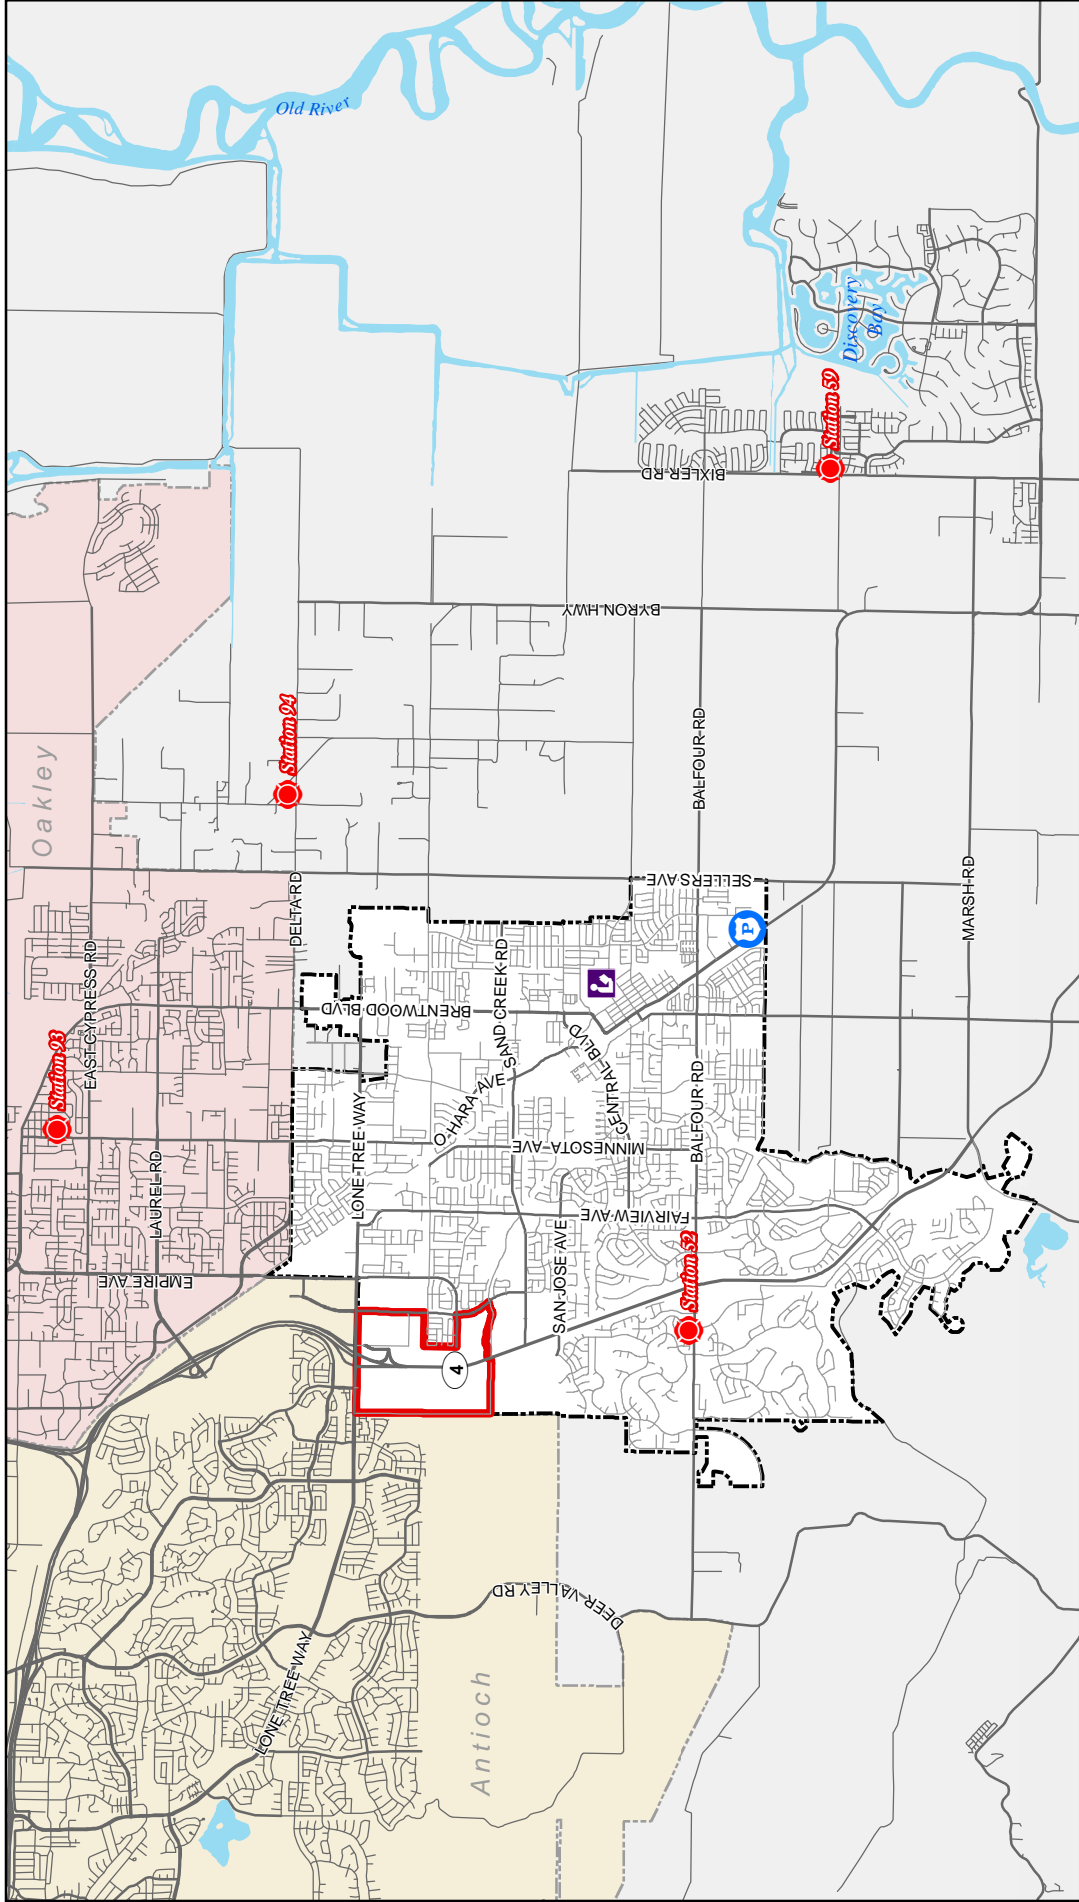 Old River
Discovery
Bay
Station 59
BIXLER RD
BYRON HWY
Station 94
BALFOUR RD
Oakley
SELLERS AVE
MARSH RD
DELTA RD
EAST CYPRESS RD
P
SAND CREEK RD
BRENTWOOD BLVD
Station 93
CENTRAL BLVD
O HARA AVE
BALFOUR RD
MINNESOTA AVE
LONE TREE WAY
LAUREL RD
FAIRVIEW AVE
SAN JOSE AVE
Station 52
EMPIRE AVE
4
DEER VALLEY RD
LONE TREE WAY
Antioch